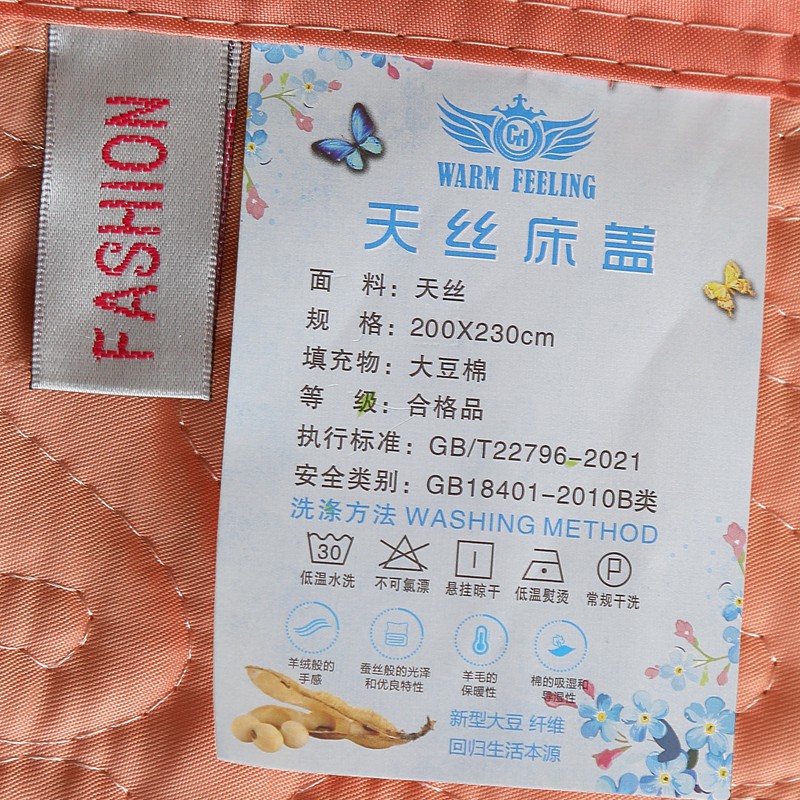 FASHION
GH
WARM FEELING
天丝床盖
面 料：天丝
规 格：200X230cm
填充物：大豆棉
等 级：合格品
执行标准：GB/T22796-2021
安全类别：GB18401-2010B类
洗涤方法 WASHING METHOD
30
P
低温水洗 不可氯漂 悬挂晾干 低温熨烫 常规干洗
羊绒般的 蚕丝般的光泽 羊毛的 棉的吸湿和
手感 和优良特性 保暖性 导湿性
新型大豆 纤维
回归生活本源